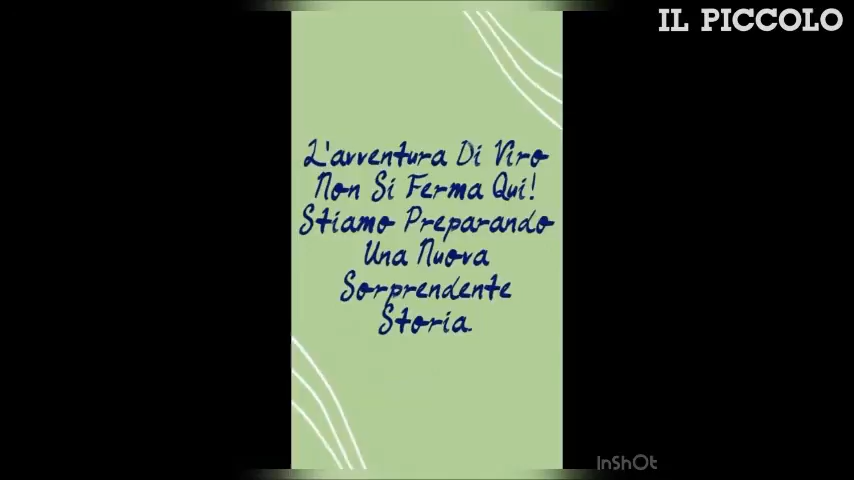 IL PICCOLO
L'avventura Di Viro
Non Si Ferma Qui!
Stiamo Preparando
Una Nuova
Sorprendente
Storia.
InShOt